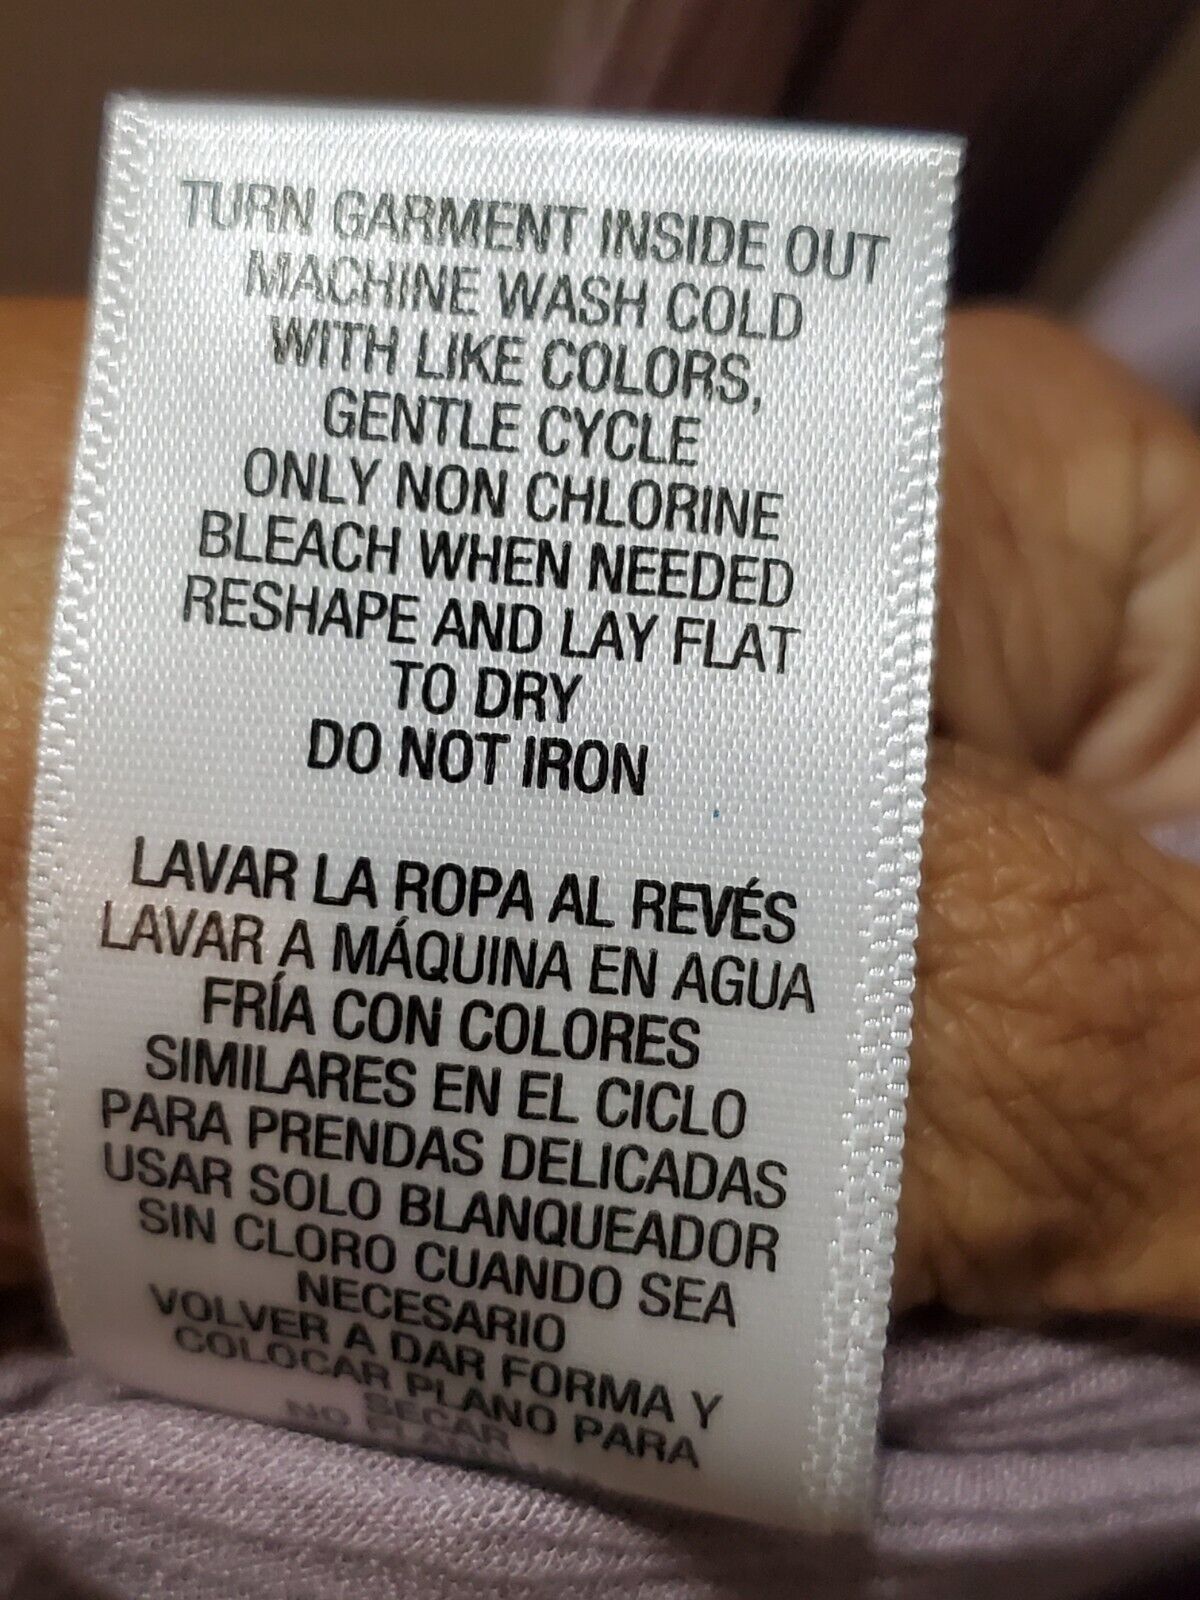 TURN GARMENT INSIDE OUT
MACHINE WASH COLD
WITH LIKE COLORS,
GENTLE CYCLE
ONLY NON CHLORINE
BLEACH WHEN NEEDED
RESHAPE AND LAY FLAT
TO DRY
DO NOT IRON
LAVAR LA ROPA AL REVÉS
LAVAR A MÁQUINA EN AGUA
FRÍA CON COLORES
SIMILARES EN EL CICLO
PARA PRENDAS DELICADAS
USAR SOLO BLANQUEADOR
SIN CLORO CUANDO SEA
NECESARIO
VOLVER A DAR FORMA Y
COLOCAR PLANO PARA
SECAR
NO